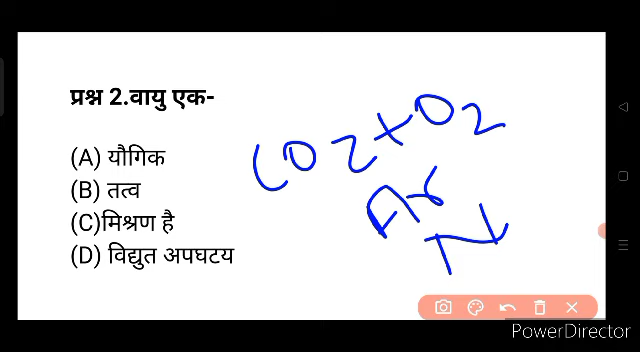 प्रश्न 2.वायु एक-
(A) यौगिक
(B) तत्व
(C)मिश्रण है
(D) विद्युत अपघटय
CO2+O2
Ar
N
PowerDirector